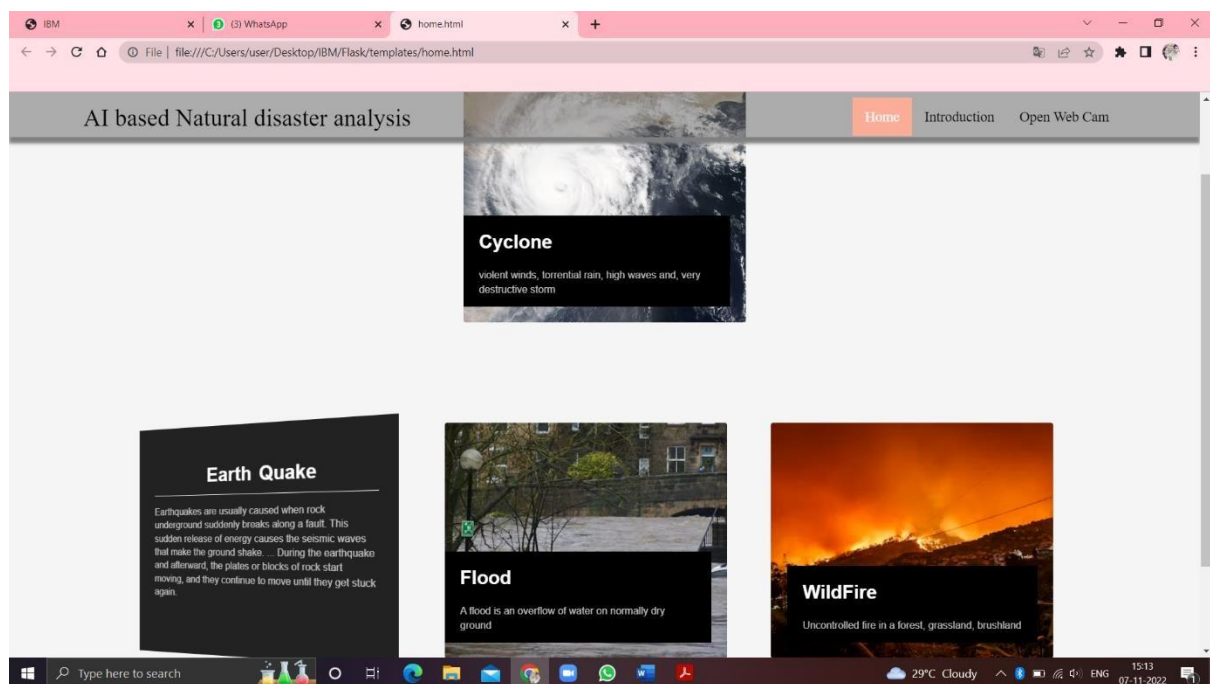 IBM
(3) WhatsApp
home.html
File | file:///C:/Users/user/Desktop/IBM/Flask/templates/home.html
AI based Natural disaster analysis
Home
Introduction
Open Web Cam
Cyclone
violent winds, torrential rain, high waves and, very
destructive storm
Earth Quake
Earthquakes are usually caused when rock
underground suddenly breaks along a fault. This
sudden release of energy causes the seismic waves
that make the ground shake. ... During the earthquake
and afterward, the plates or blocks of rock start
moving, and they continue to move until they get stuck
again.
Flood
A flood is an overflow of water on normally dry
ground
WildFire
Uncontrolled fire in a forest, grassland, brushland
Type here to search
29°C Cloudy
ENG
15:13
07-11-2022